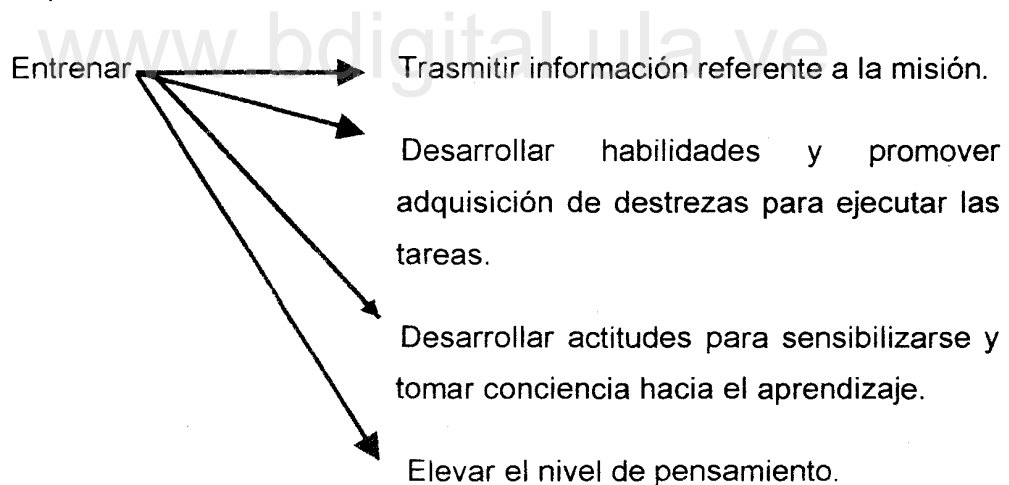 www.bdigital.ula.ve
Entrenar Trasmitir información referente a la misión.
Desarrollar habilidades y promover
adquisición de destrezas para ejecutar las
tareas.
Desarrollar actitudes para sensibilizarse y
tomar conciencia hacia el aprendizaje.
Elevar el nivel de pensamiento.